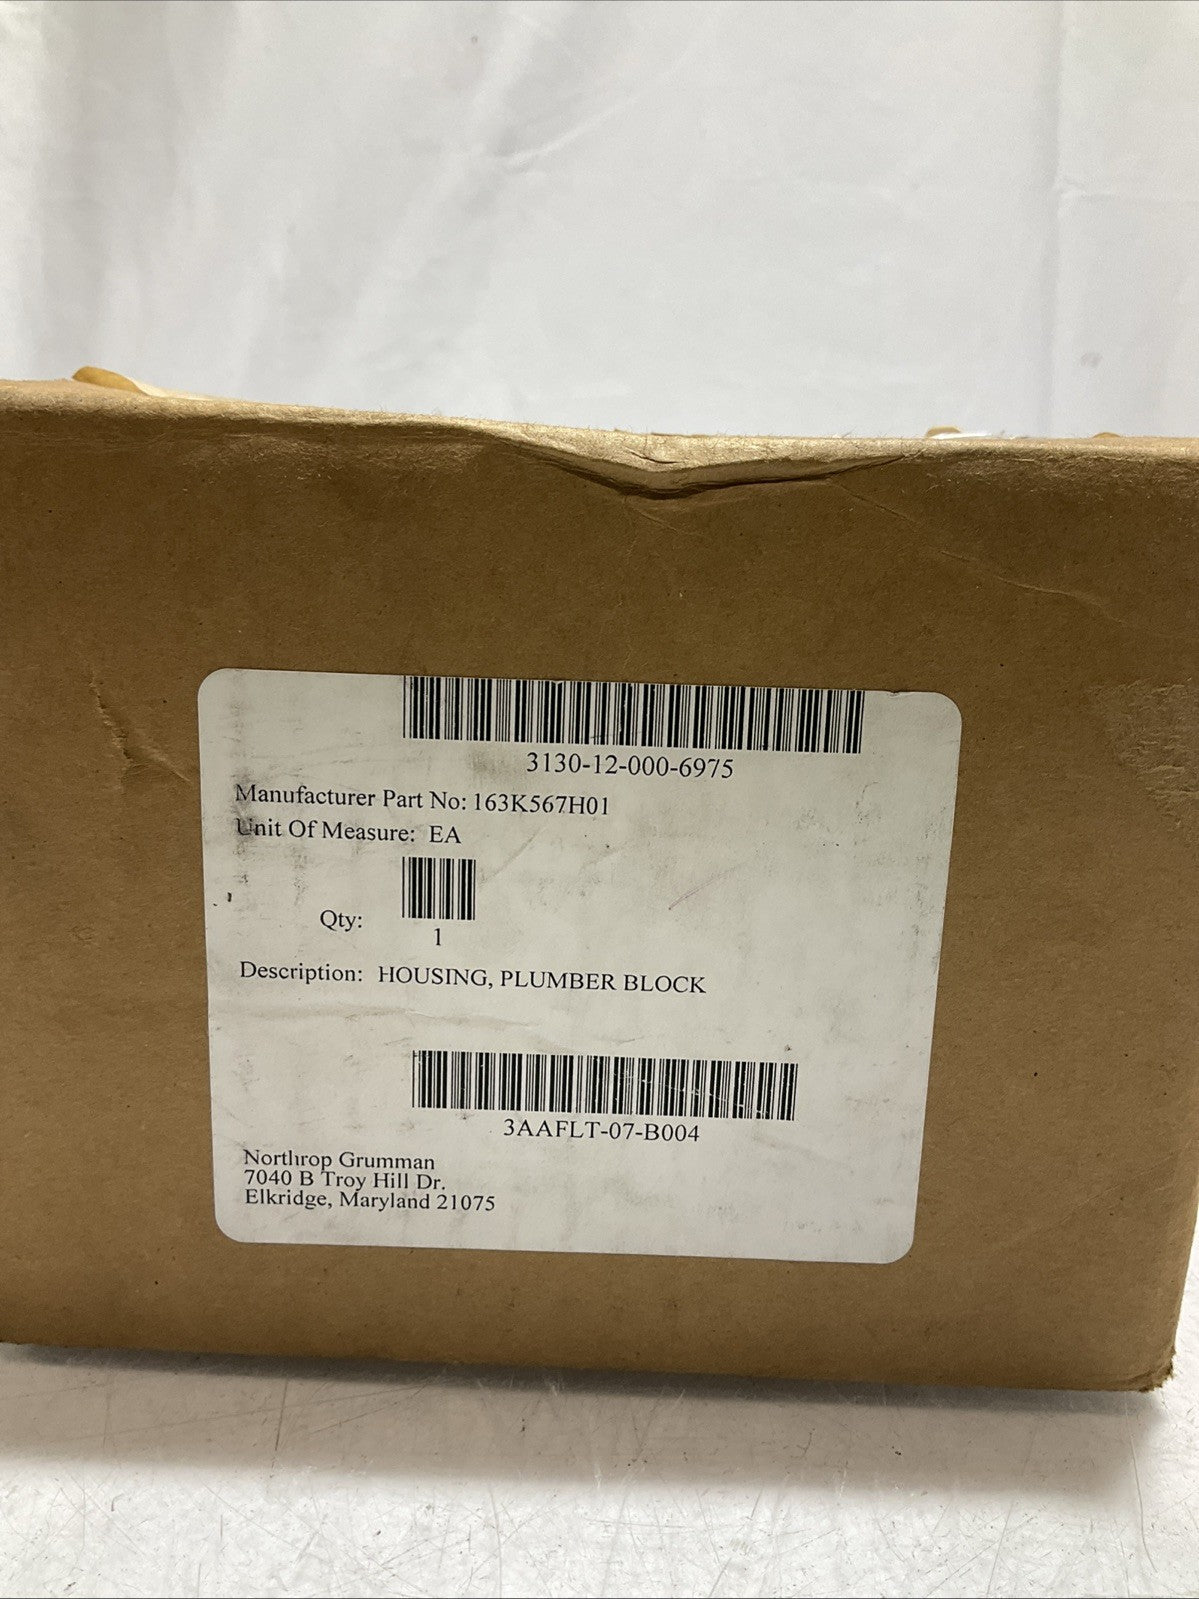 3130-12-000-6975
Manufacturer Part No: 163K567H01
Unit Of Measure: EA
Qty:
1
Description: HOUSING, PLUMBER BLOCK
3AAFLT-07-B004
Northrop Grumman
7040 B Troy Hill Dr.
Elkridge, Maryland 21075